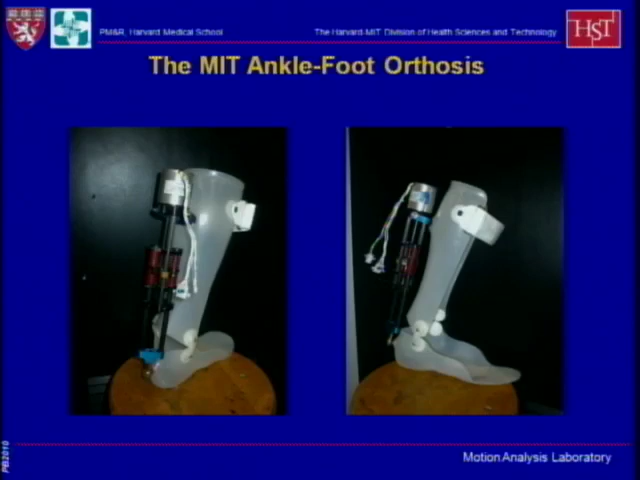 PM&R, Harvard Medical School
The Harvard-MIT Division of Health Sciences and Technology
HST
The MIT Ankle-Foot Orthosis
PB2010
Motion Analysis Laboratory